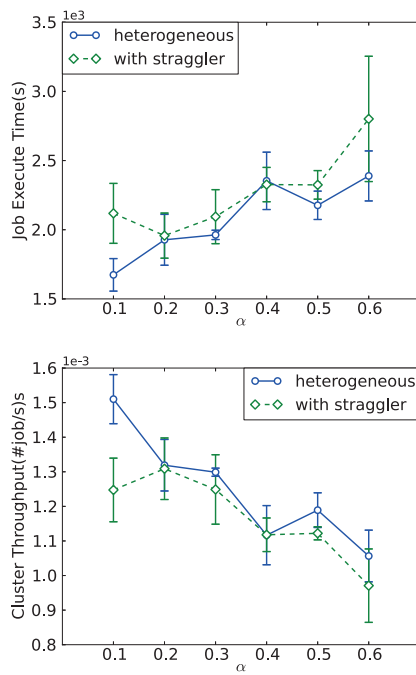 1e3
3.5
3.0
2.5
2.0
1.5
Job Execute Time(s)
heterogeneous
with straggler
0.1 0.2 0.3 0.4 0.5 0.6
α
1e-3
1.6
1.5
1.4
1.3
1.2
1.1
1.0
0.9
0.8
Cluster Throughput(#job/s)s
heterogeneous
with straggler
0.1 0.2 0.3 0.4 0.5 0.6
α